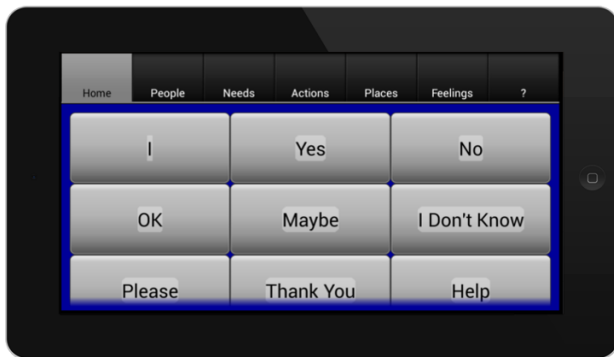 Home People Needs Actions Places Feelings ?
I Yes No
OK Maybe I Don't Know
Please Thank You Help